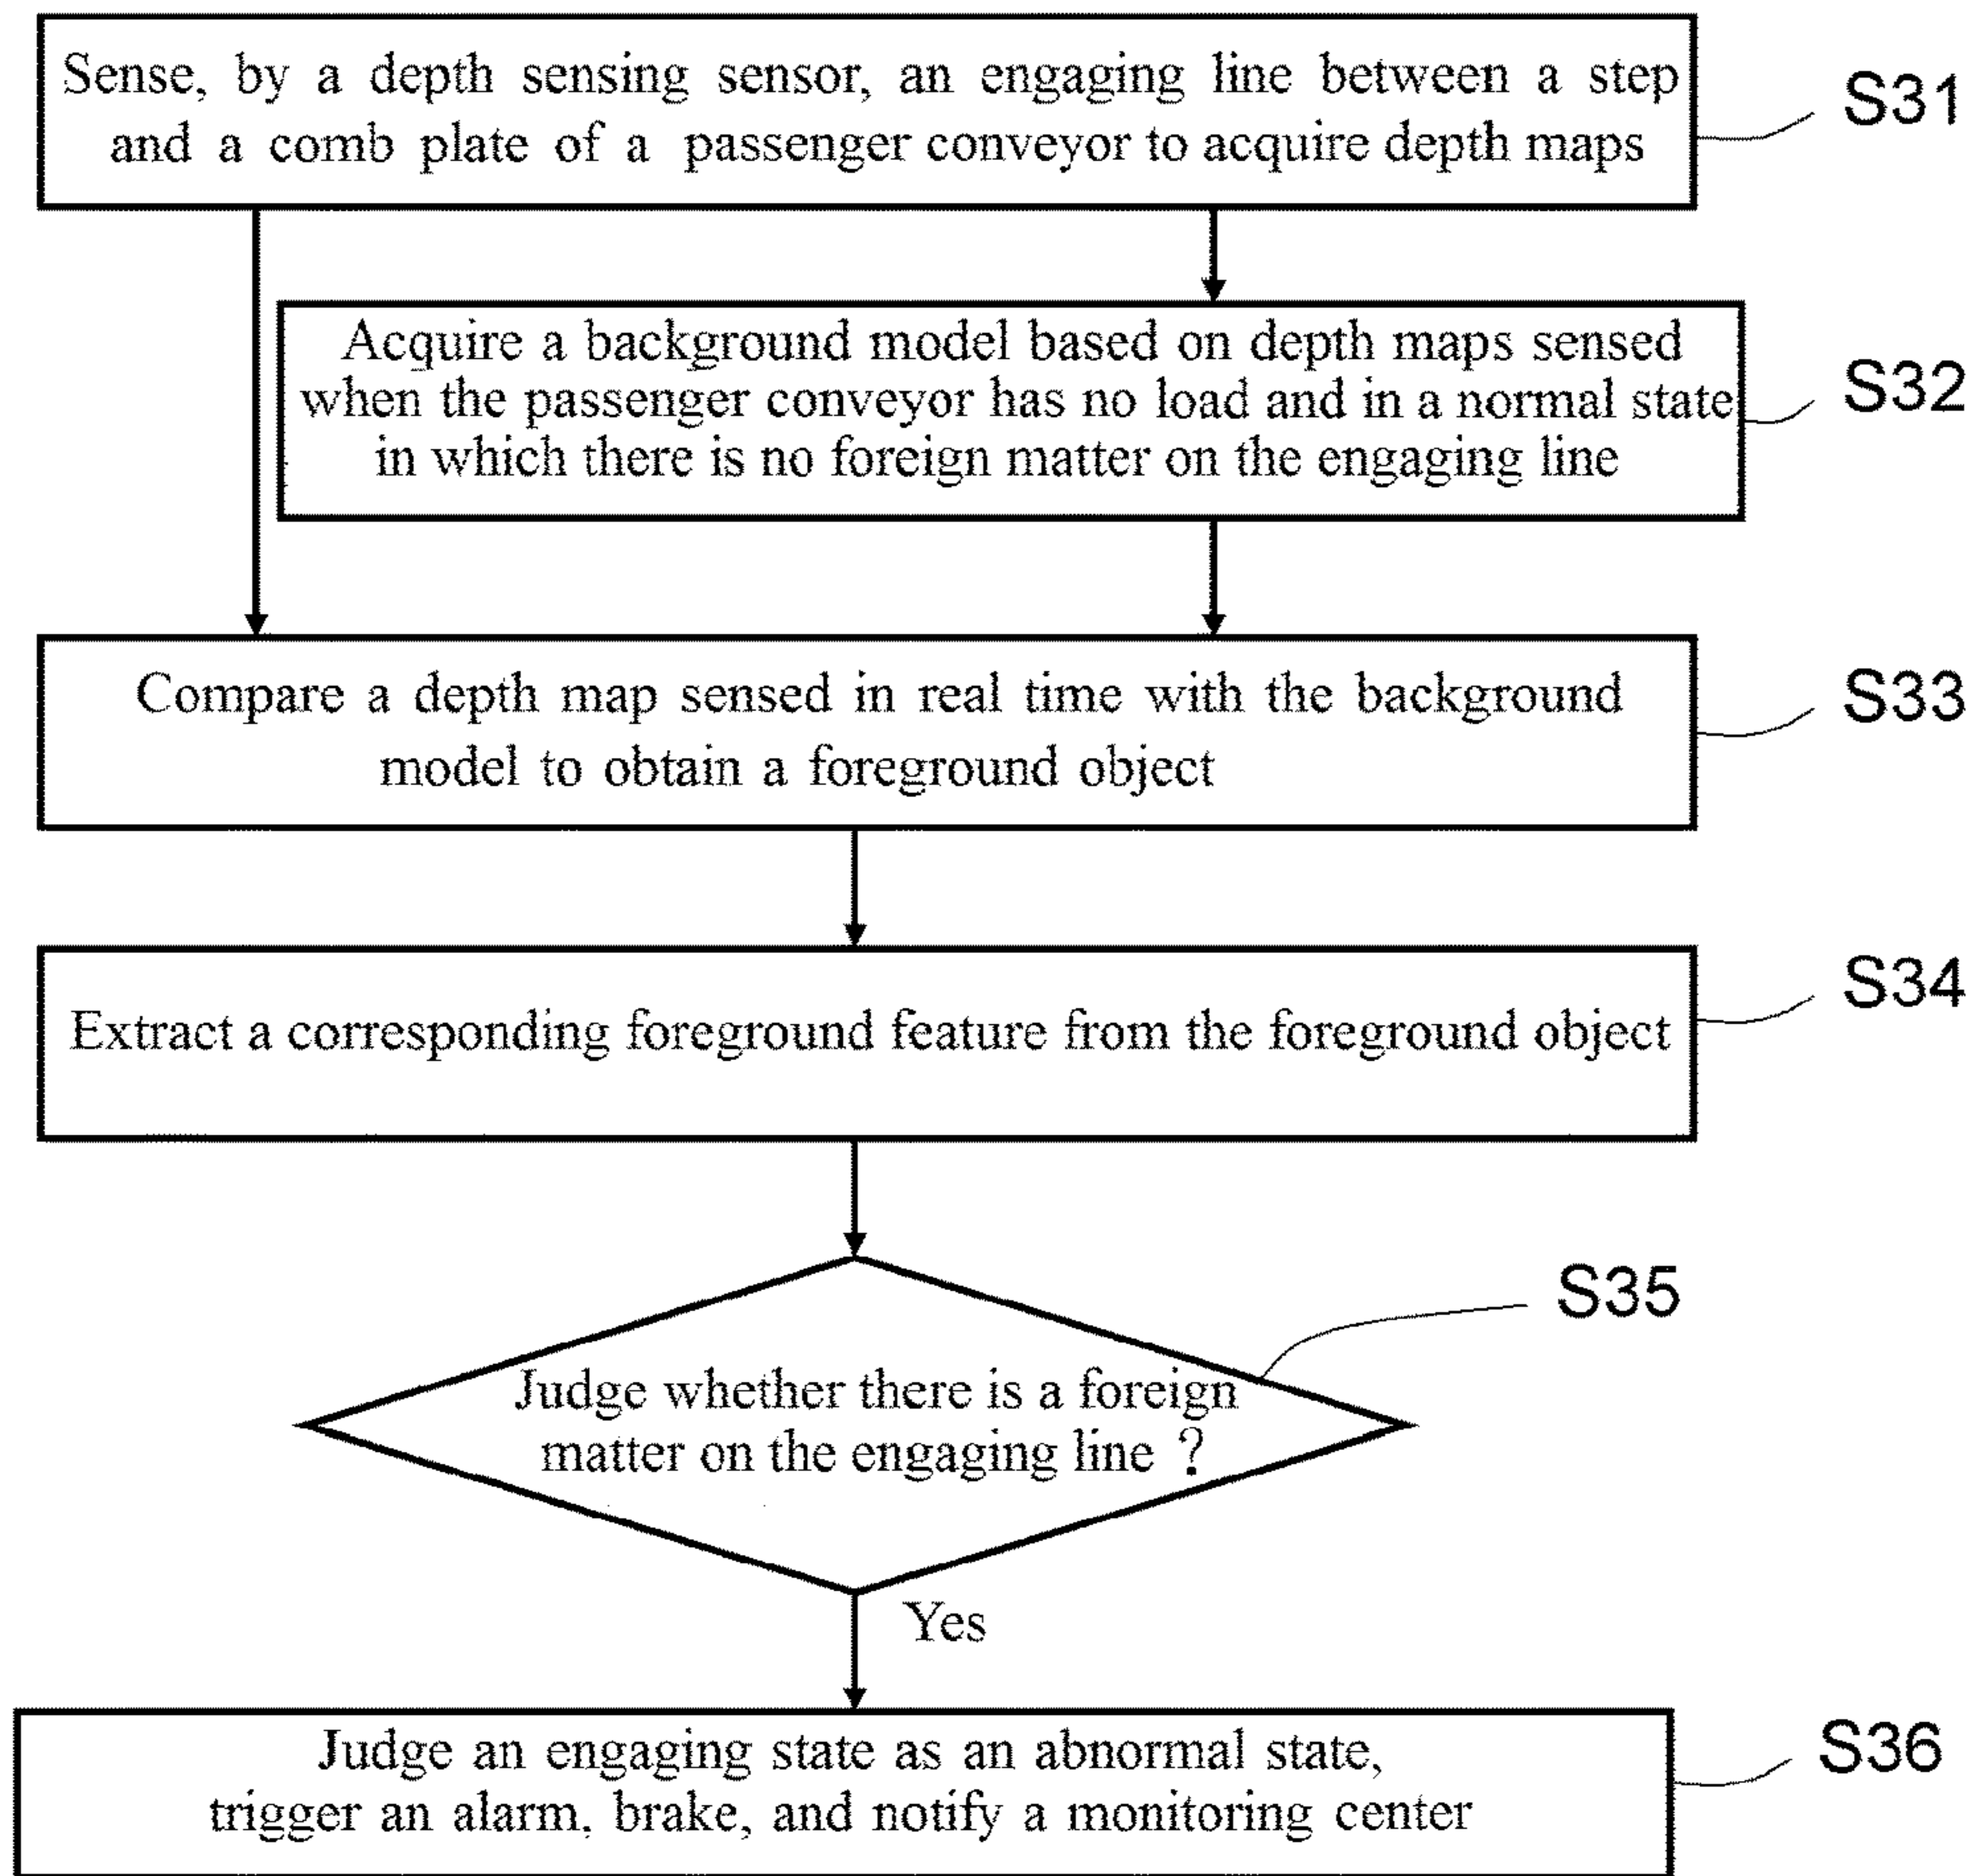 Sense, by a depth sensing sensor, an engaging line between a step
and a comb plate of a passenger conveyor to acquire depth maps
S31
Acquire a background model based on depth maps sensed
when the passenger conveyor has no load and in a normal state
in which there is no foreign matter on the engaging line
S32
Compare a depth map sensed in real time with the background
model to obtain a foreground object
S33
Extract a corresponding foreground feature from the foreground object
S34
Judge whether there is a foreign
matter on the engaging line ?
S35
Yes
Judge an engaging state as an abnormal state,
trigger an alarm, brake, and notify a monitoring center
S36